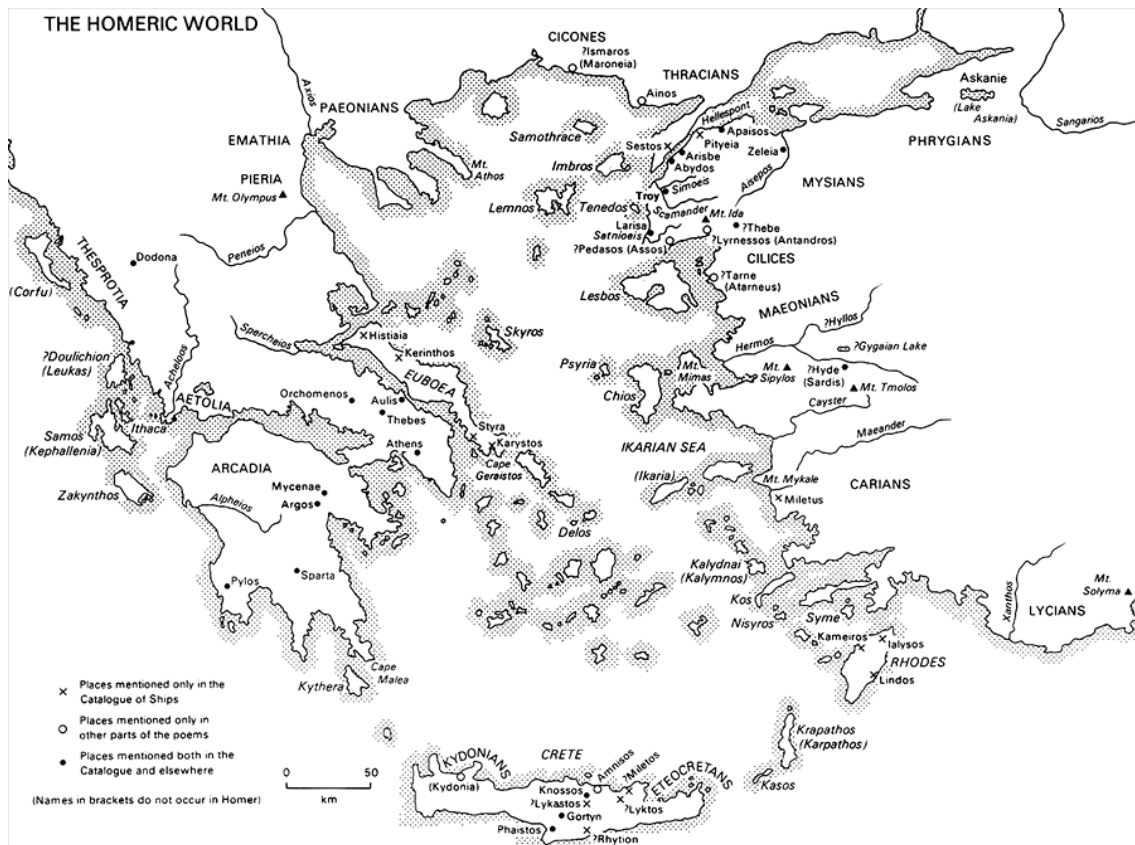 THE HOMERIC WORLD
CICONES
?Ismaros
(Maroneia)
THRACIANS
Ainos
Axios
PAEONIANS
EMATHIA
PIERIA
Mt. Olympus
Samothrace
Imbros
Mt.
Athos
Lemnos
Tenedos
Hellespont
Sestos
Apaisos
Pityeia
Arisbe
Abydos
Zeleia
Aisepos
Askanie
(Lake
Askania)
Sangarios
PHRYGIANS
MYSIANS
Troy
Simoeis
Scamander
Mt. Ida
Larisa
Satnioeis
?Pedasos (Assos)
?Thebe
?Lyrnessos (Antandros)
CILICES
?Tarne
(Atarneus)
Lesbos
MAEONIANS
?Hyllos
Hermos
?Gygaian Lake
Mt.
Sipylos
?Hyde
(Sardis)
Mt. Tmolos
Cayster
Maeander
Mt.
Mimas
Psyria
Chios
Skyros
THESPROTIA
Dodona
Peneios
(Corfu)
Spercheios
?Doulichion
(Leukas)
Acheloos
AETOLIA
Ithaca
Samos
(Kephallenia)
Zakynthos
Histiaia
Kerinthos
EUBOEA
Orchomenos
Aulis
Thebes
Styra
Karystos
Cape
Geraistos
Athens
ARCADIA
Mycenae
Argos
Alpheios
Pylos
Sparta
Cape
Malea
Kythera
Delos
IKARIAN SEA
(Ikaria)
Mt. Mykale
Miletus
CARIANS
Kalydnai
(Kalymnos)
Kos
Nisyros
Syme
Kameiros
Ialysos
RHODES
Lindos
Xanthos
LYCIANS
Mt.
Solyma
Krapathos
(Karpathos)
Kasos
CRETE
KYDONIANS
(Kydonia)
Amnisos
?Miletos
ETEOCRETANS
Knossos
?Lykastos
?Lyktos
Gortyn
Phaistos
?Rhytion
Places mentioned only in the
Catalogue of Ships
Places mentioned only in
other parts of the poems
Places mentioned both in the
Catalogue and elsewhere
(Names in brackets do not occur in Homer)
0 50
km